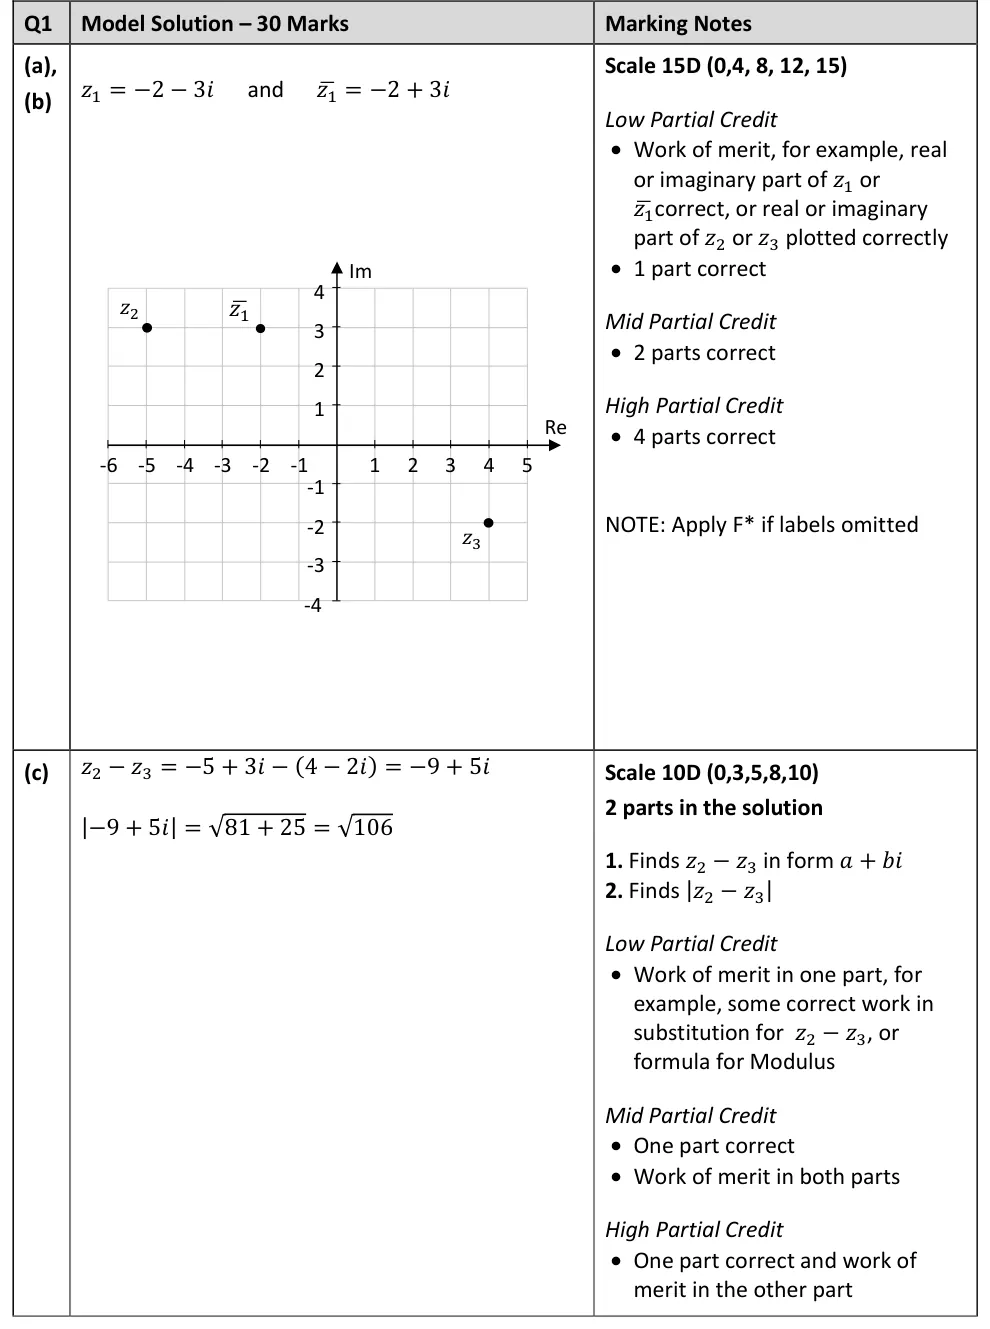 Q1 Model Solution – 30 Marks Marking Notes
(a),
(b)
z₁ = −2 − 3i and z̅₁ = −2 + 3i
Im
4
z₂ z̅₁
3
2
1
Re
-6 -5 -4 -3 -2 -1 1 2 3 4 5
-1
-2
z₃
-3
-4
Scale 15D (0,4, 8, 12, 15)
Low Partial Credit
• Work of merit, for example, real
or imaginary part of z₁ or
z̅₁correct, or real or imaginary
part of z₂ or z₃ plotted correctly
• 1 part correct
Mid Partial Credit
• 2 parts correct
High Partial Credit
• 4 parts correct
NOTE: Apply F* if labels omitted
(c)
z₂ − z₃ = −5 + 3i − (4 − 2i) = −9 + 5i
|−9 + 5i| = √81 + 25 = √106
Scale 10D (0,3,5,8,10)
2 parts in the solution
1. Finds z₂ − z₃ in form a + bi
2. Finds |z₂ − z₃|
Low Partial Credit
• Work of merit in one part, for
example, some correct work in
substitution for z₂ − z₃, or
formula for Modulus
Mid Partial Credit
• One part correct
• Work of merit in both parts
High Partial Credit
• One part correct and work of
merit in the other part